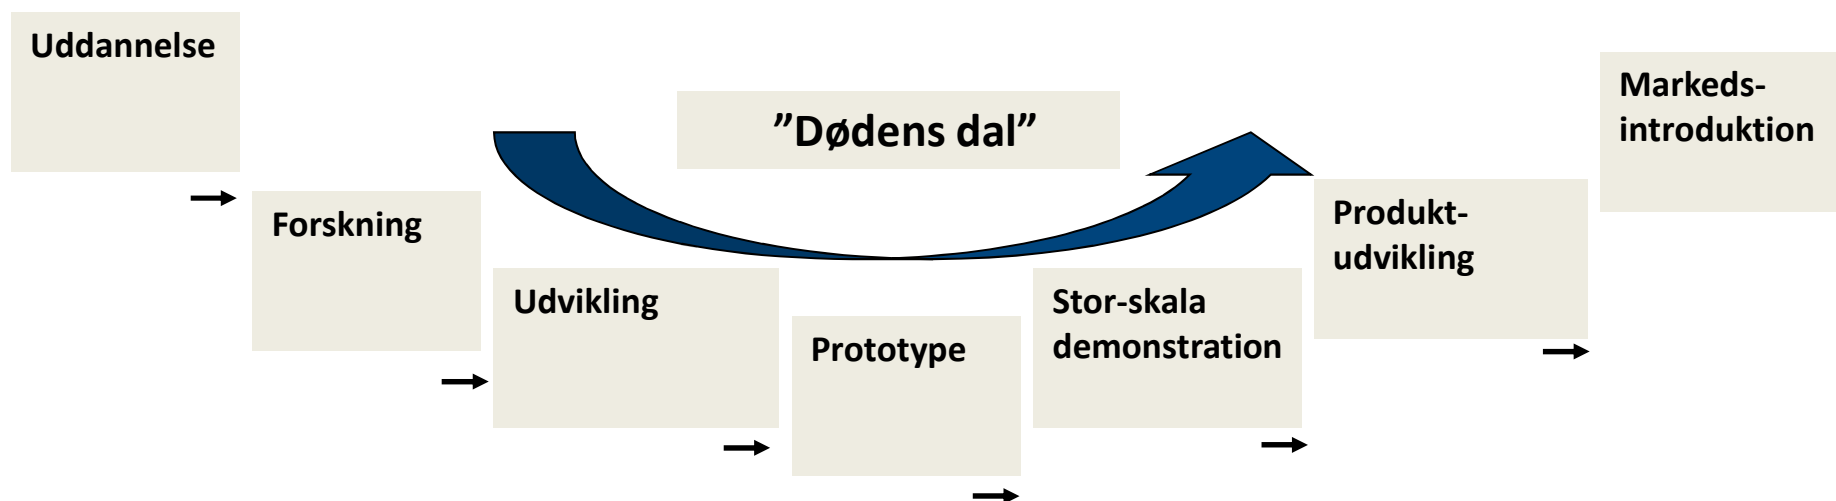 Uddannelse
Forskning
Udvikling
Prototype
”Dødens dal”
Stor-skala
demonstration
Produkt-
udvikling
Markeds-
introduktion